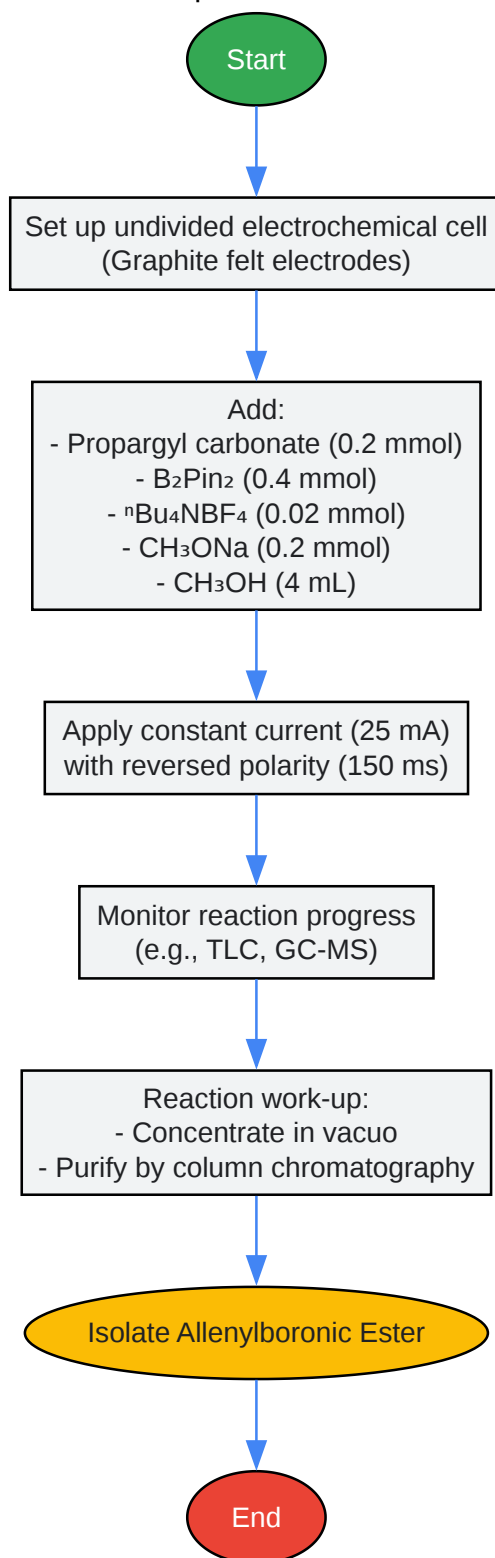 Start
Set up undivided electrochemical cell
(Graphite felt electrodes)
Add:
- Propargyl carbonate (0.2 mmol)
- B₂Pin₂ (0.4 mmol)
- ⁿBu₄NBF₄ (0.02 mmol)
- CH₃ONa (0.2 mmol)
- CH₃OH (4 mL)
Apply constant current (25 mA)
with reversed polarity (150 ms)
Monitor reaction progress
(e.g., TLC, GC-MS)
Reaction work-up:
- Concentrate in vacuo
- Purify by column chromatography
Isolate Allenylboronic Ester
End